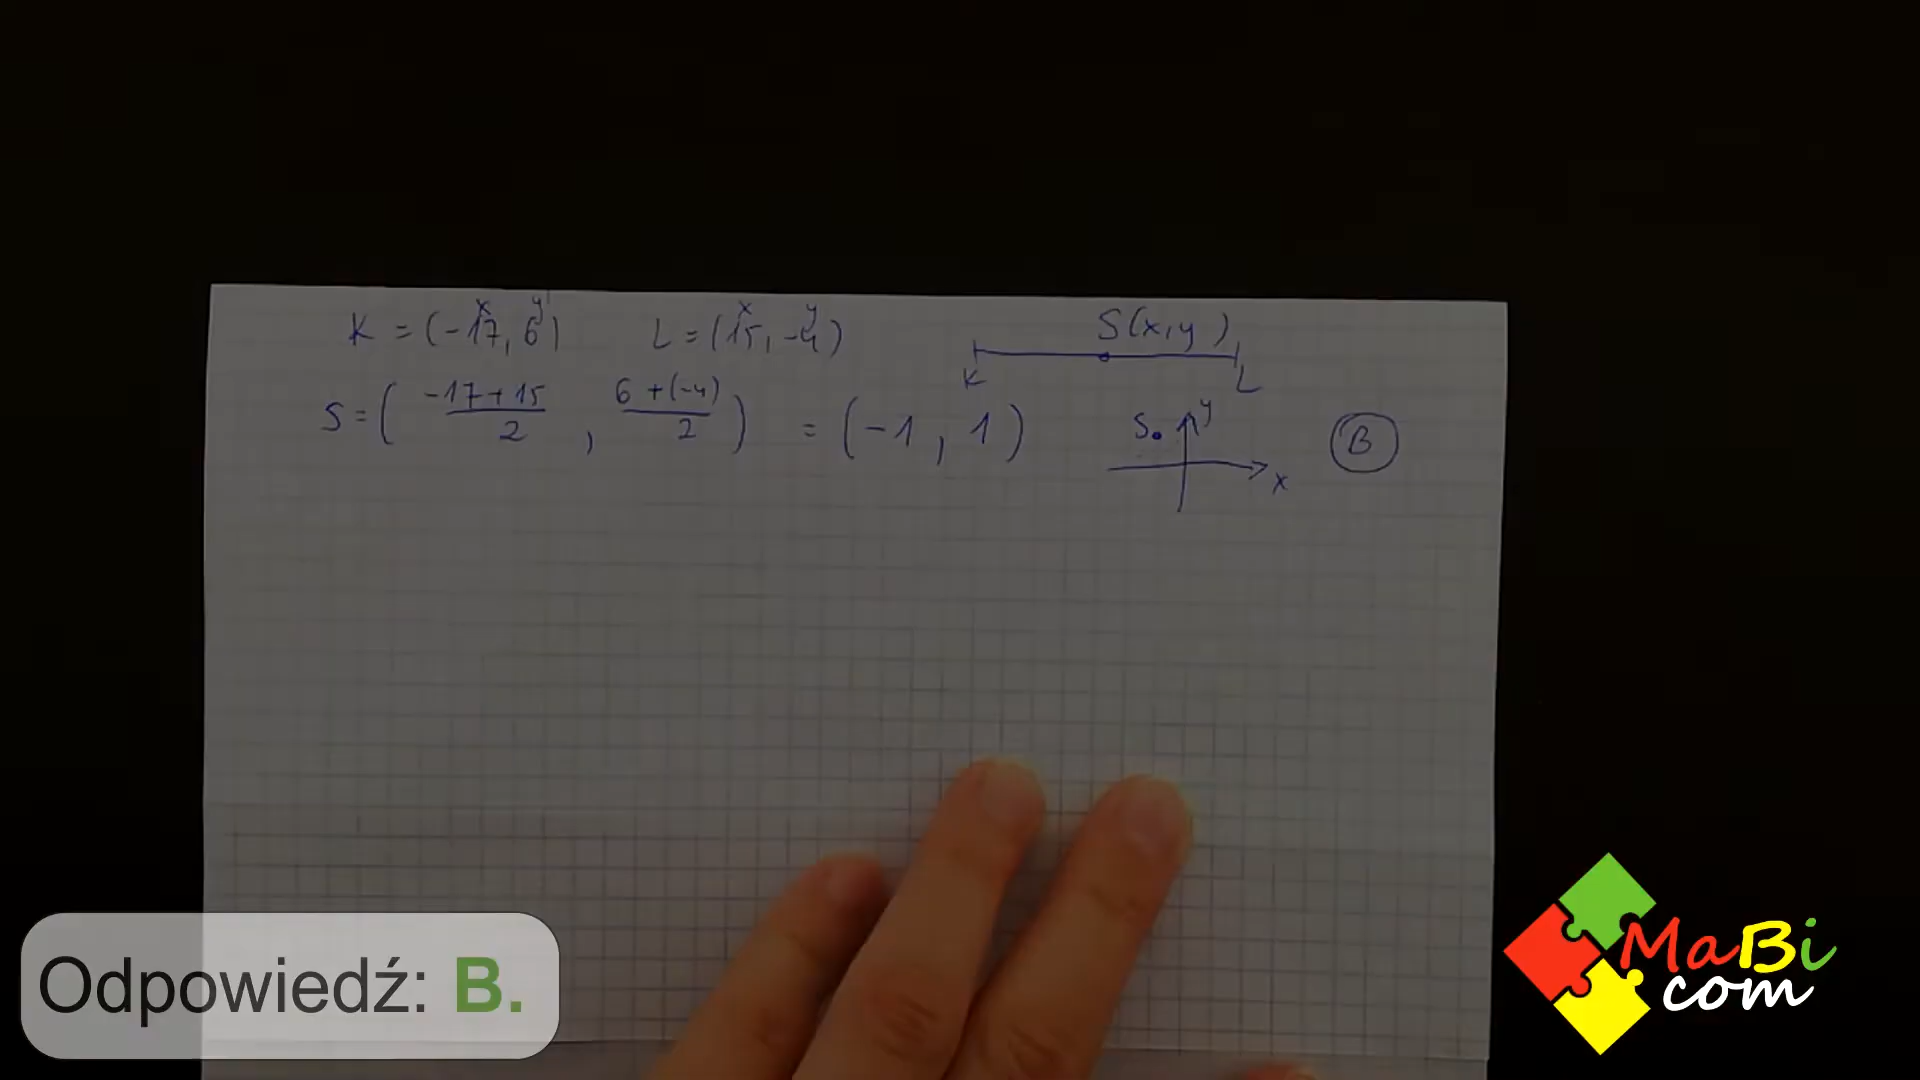 x y x y
K = (-17, 6) L = (15, -4) S(x,y)
K L
S = ( -17+15 / 2 , 6+(-4) / 2 ) = (-1, 1) S. y B
x
Odpowiedź: B.
MaBi
com